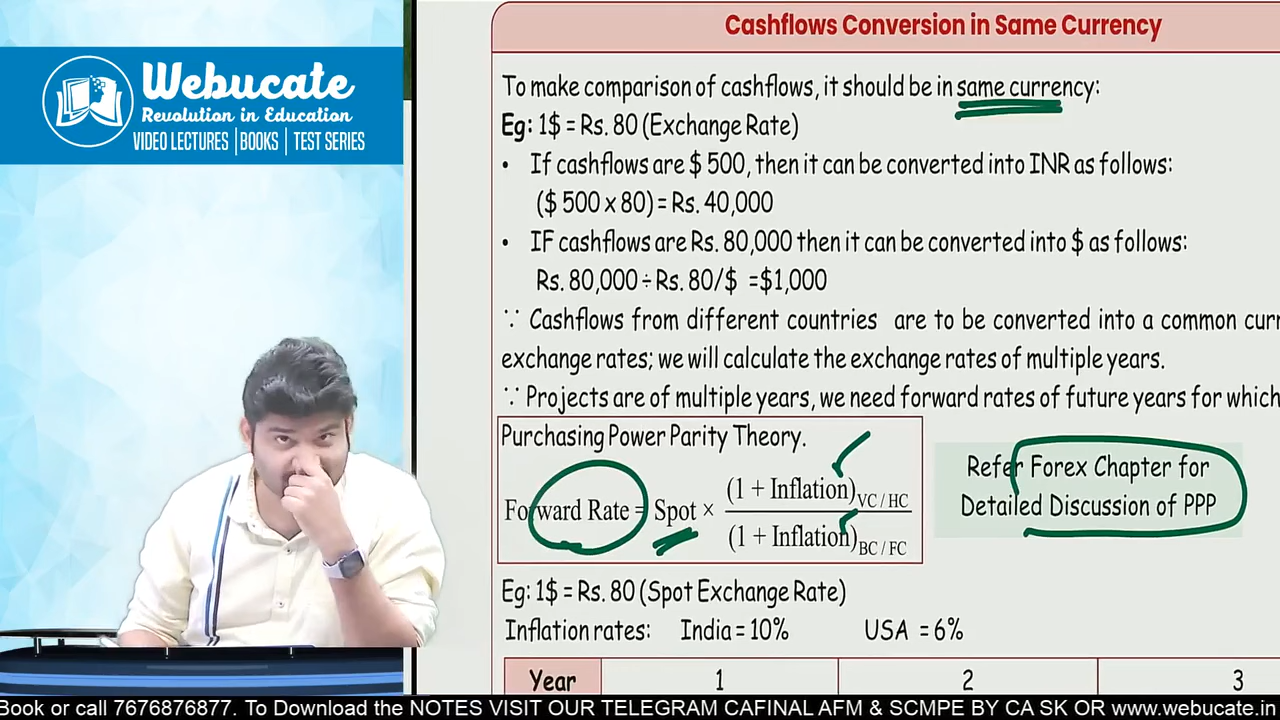 Webucate
Revolution in Education
VIDEO LECTURES | BOOKS | TEST SERIES
Cashflows Conversion in Same Currency
To make comparison of cashflows, it should be in same currency:
Eg: 1$ = Rs. 80 (Exchange Rate)
• If cashflows are $ 500, then it can be converted into INR as follows:
($ 500 x 80) = Rs. 40,000
• IF cashflows are Rs. 80,000 then it can be converted into $ as follows:
Rs. 80,000 ÷ Rs. 80/$ =$1,000
∵ Cashflows from different countries are to be converted into a common curr
exchange rates; we will calculate the exchange rates of multiple years.
∵ Projects are of multiple years, we need forward rates of future years for which
Purchasing Power Parity Theory.
Forward Rate = Spot × (1 + Inflation)VC / HC
(1 + Inflation)BC / FC
Refer Forex Chapter for
Detailed Discussion of PPP
Eg: 1$ = Rs. 80 (Spot Exchange Rate)
Inflation rates: India = 10% USA = 6%
Year 1 2 3
Book or call 7676876877. To Download the NOTES VISIT OUR TELEGRAM CAFINAL AFM & SCMPE BY CA SK OR www.webucate.in